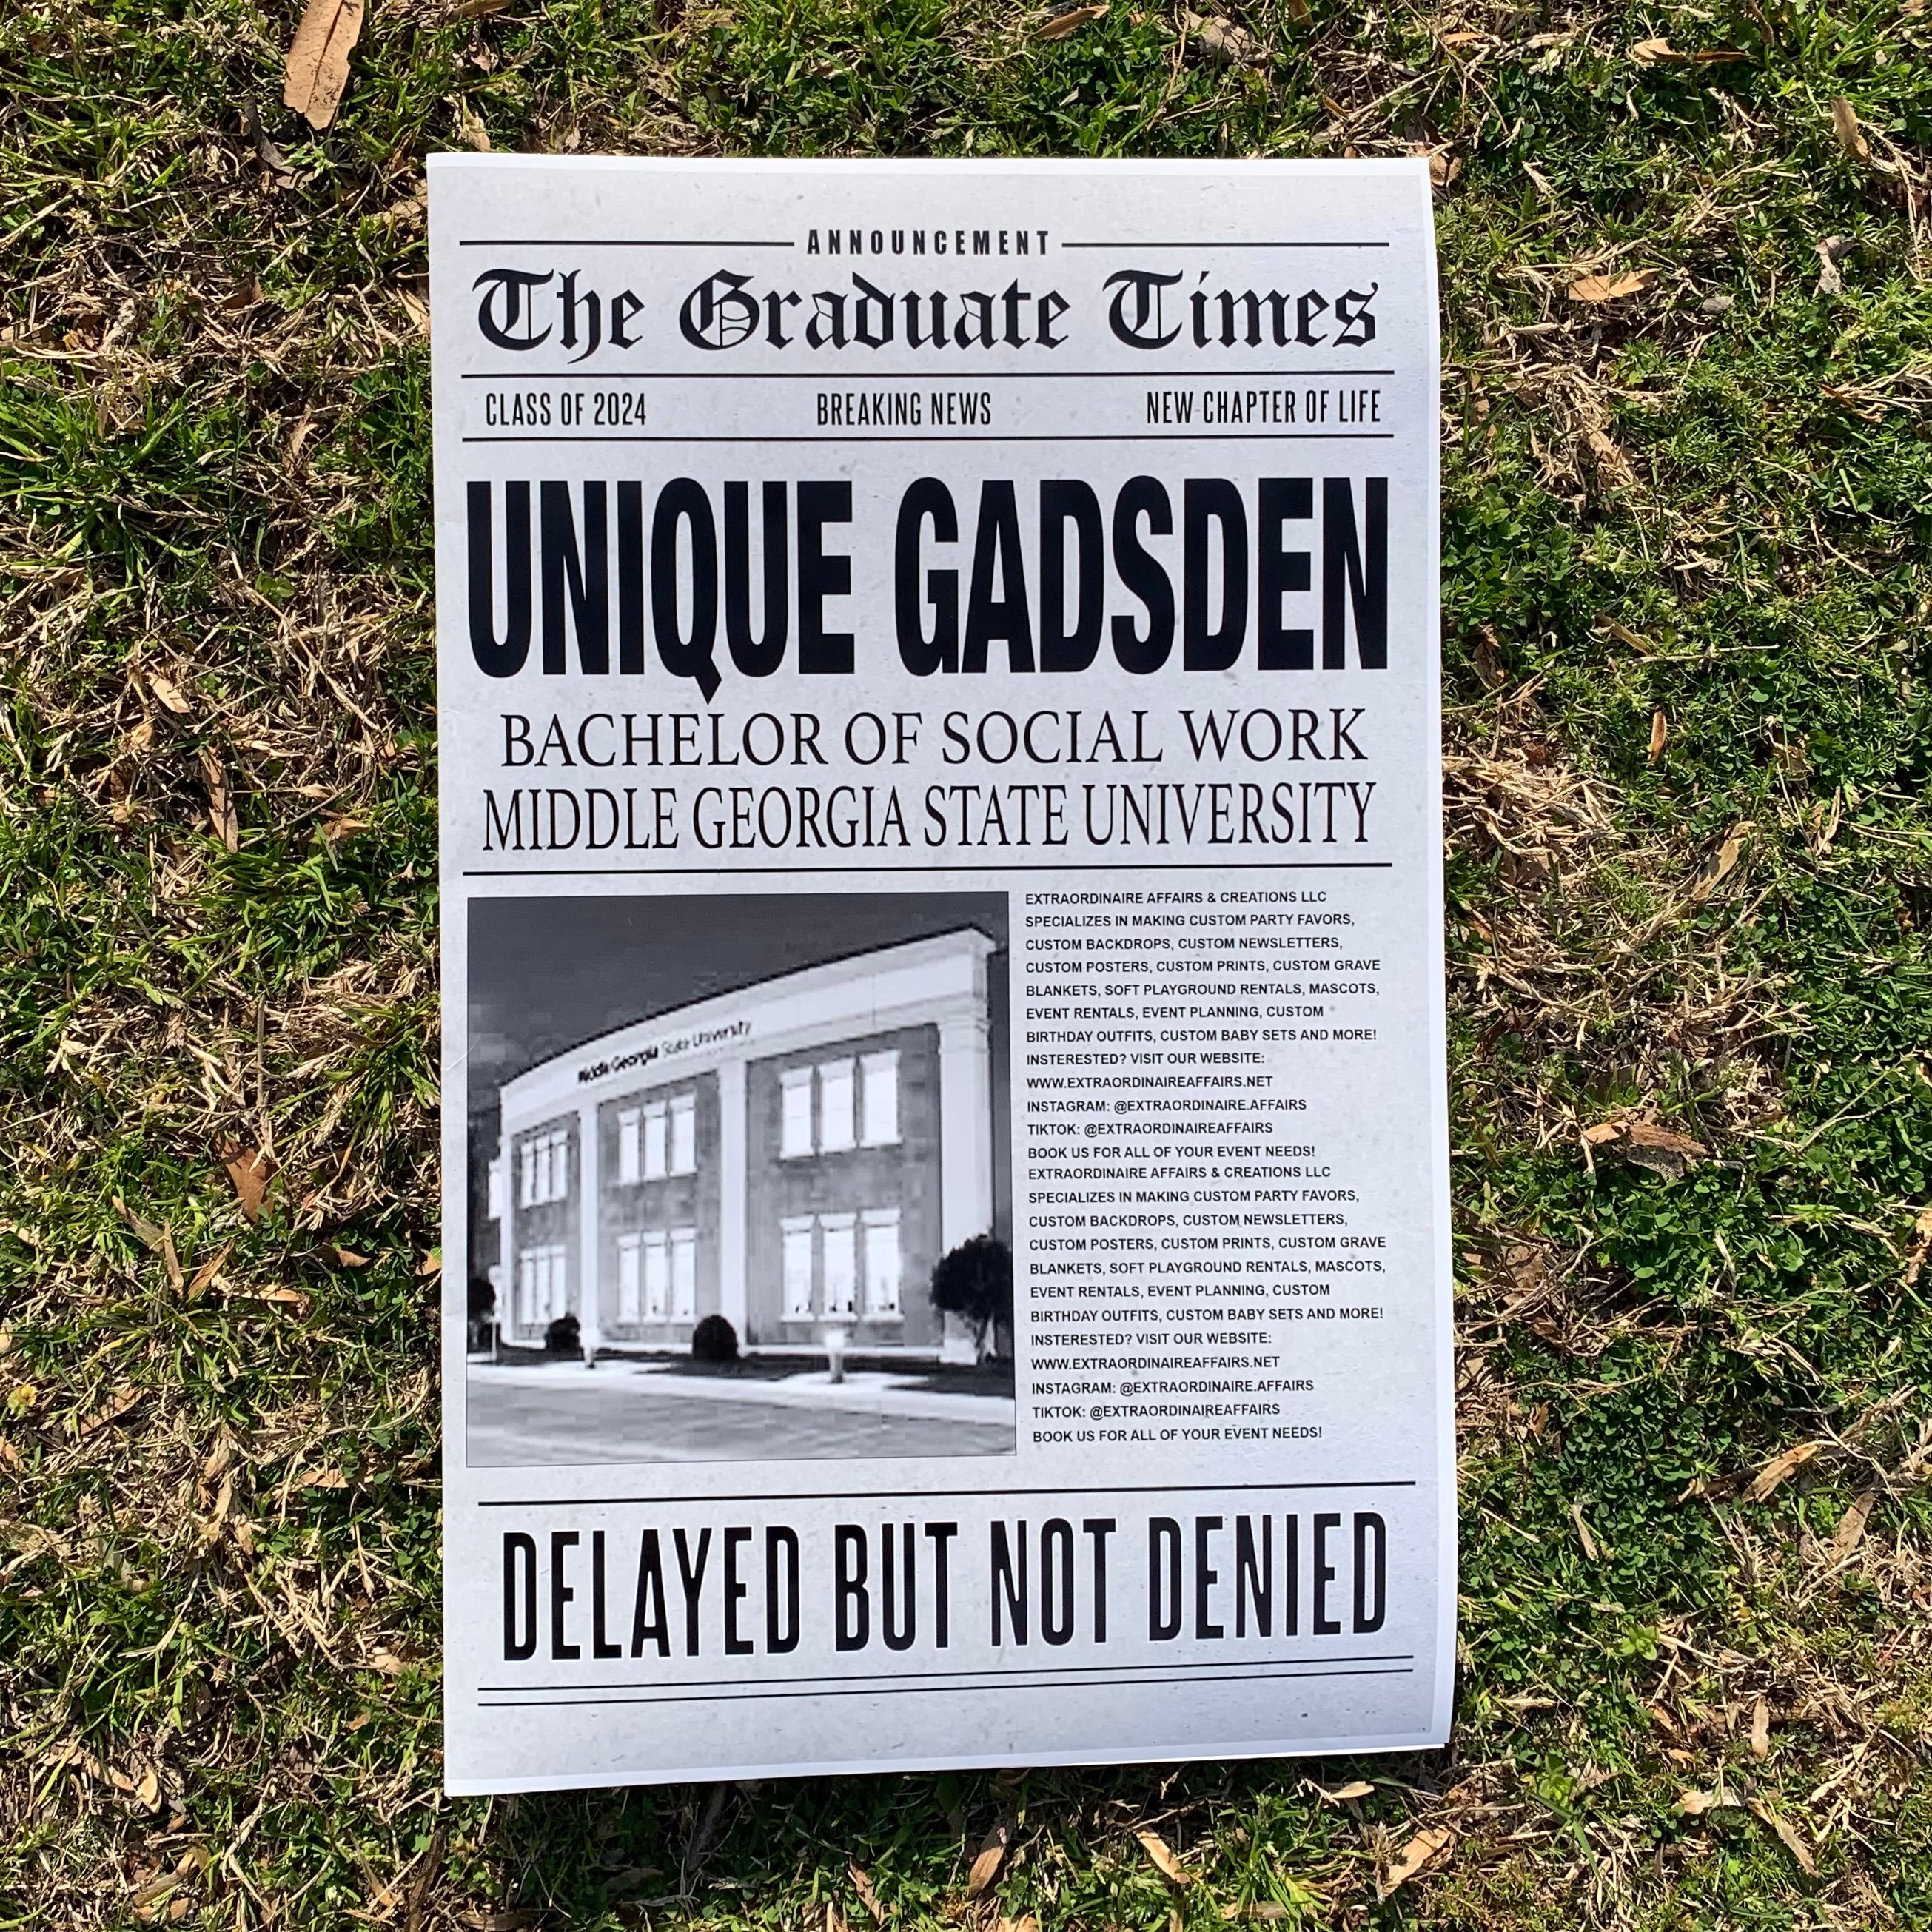 ANNOUNCEMENT
The Graduate Times
CLASS OF 2024 BREAKING NEWS NEW CHAPTER OF LIFE
UNIQUE GADSDEN
BACHELOR OF SOCIAL WORK
MIDDLE GEORGIA STATE UNIVERSITY
Middle Georgia State University
EXTRAORDINAIRE AFFAIRS & CREATIONS LLC
SPECIALIZES IN MAKING CUSTOM PARTY FAVORS,
CUSTOM BACKDROPS, CUSTOM NEWSLETTERS,
CUSTOM POSTERS, CUSTOM PRINTS, CUSTOM GRAVE
BLANKETS, SOFT PLAYGROUND RENTALS, MASCOTS,
EVENT RENTALS, EVENT PLANNING, CUSTOM
BIRTHDAY OUTFITS, CUSTOM BABY SETS AND MORE!
INSTERESTED? VISIT OUR WEBSITE:
WWW.EXTRAORDINAIREAFFAIRS.NET
INSTAGRAM: @EXTRAORDINAIRE.AFFAIRS
TIKTOK: @EXTRAORDINAIREAFFAIRS
BOOK US FOR ALL OF YOUR EVENT NEEDS!
EXTRAORDINAIRE AFFAIRS & CREATIONS LLC
SPECIALIZES IN MAKING CUSTOM PARTY FAVORS,
CUSTOM BACKDROPS, CUSTOM NEWSLETTERS,
CUSTOM POSTERS, CUSTOM PRINTS, CUSTOM GRAVE
BLANKETS, SOFT PLAYGROUND RENTALS, MASCOTS,
EVENT RENTALS, EVENT PLANNING, CUSTOM
BIRTHDAY OUTFITS, CUSTOM BABY SETS AND MORE!
INSTERESTED? VISIT OUR WEBSITE:
WWW.EXTRAORDINAIREAFFAIRS.NET
INSTAGRAM: @EXTRAORDINAIRE.AFFAIRS
TIKTOK: @EXTRAORDINAIREAFFAIRS
BOOK US FOR ALL OF YOUR EVENT NEEDS!
DELAYED BUT NOT DENIED